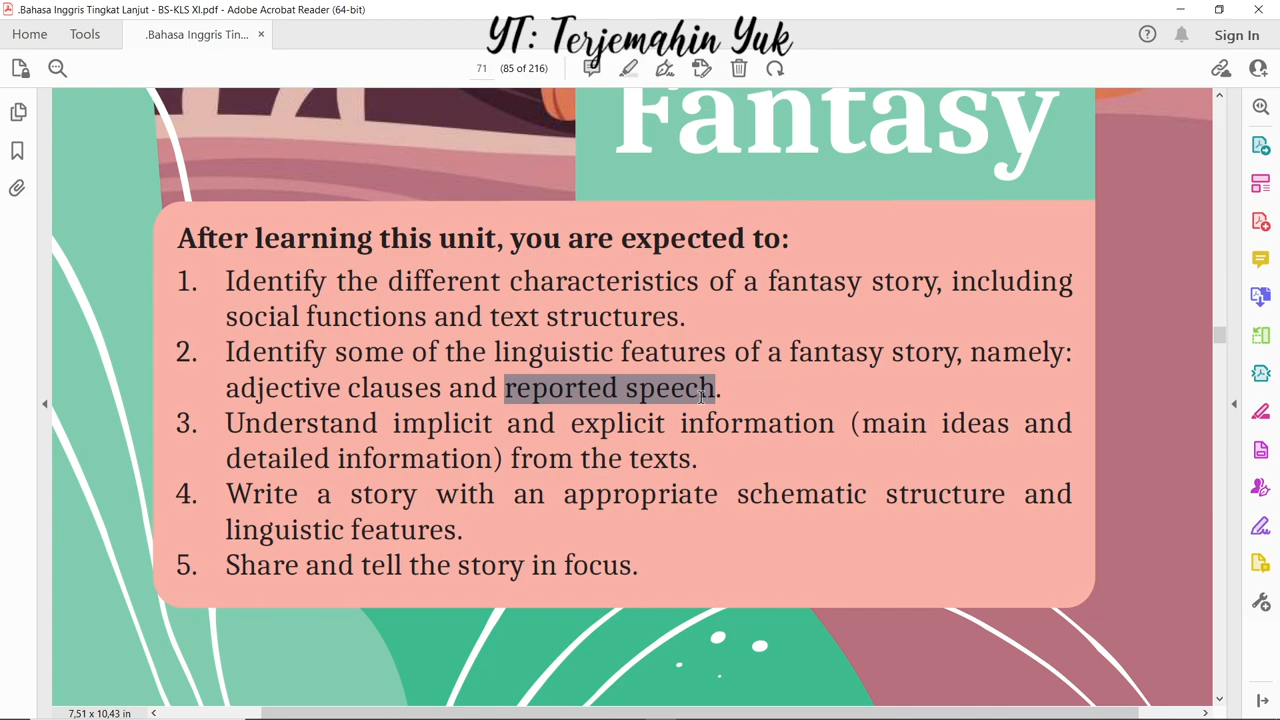 .Bahasa Inggris Tingkat Lanjut - BS-KLS XI.pdf - Adobe Acrobat Reader (64-bit)
Home Tools .Bahasa Inggris Tin... × Sign In
YT: Terjemahin Yuk
71 (85 of 216)
Fantasy
After learning this unit, you are expected to:
1. Identify the different characteristics of a fantasy story, including
social functions and text structures.
2. Identify some of the linguistic features of a fantasy story, namely:
adjective clauses and reported speech.
3. Understand implicit and explicit information (main ideas and
detailed information) from the texts.
4. Write a story with an appropriate schematic structure and
linguistic features.
5. Share and tell the story in focus.
7,51 x 10,43 in